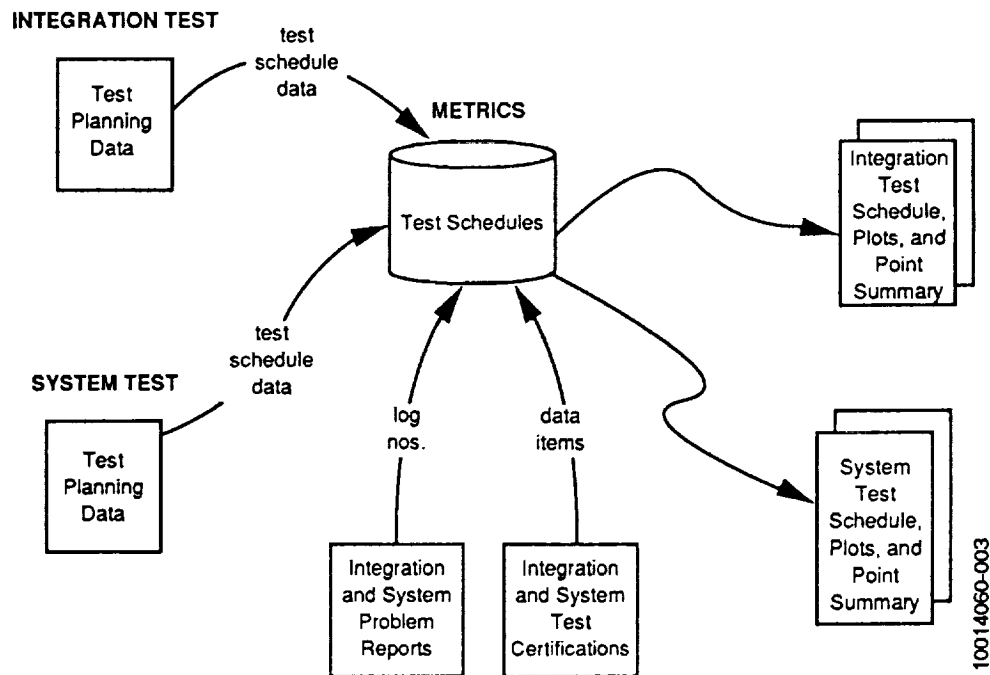 INTEGRATION TEST
Test
Planning
Data
test
schedule
data
METRICS
Test Schedules
Integration
Test
Schedule,
Plots, and
Point
Summary
SYSTEM TEST
Test
Planning
Data
test
schedule
data
log
nos.
data
items
Integration
and System
Problem
Reports
Integration
and System
Test
Certifications
System
Test
Schedule,
Plots, and
Point
Summary
10014060-003